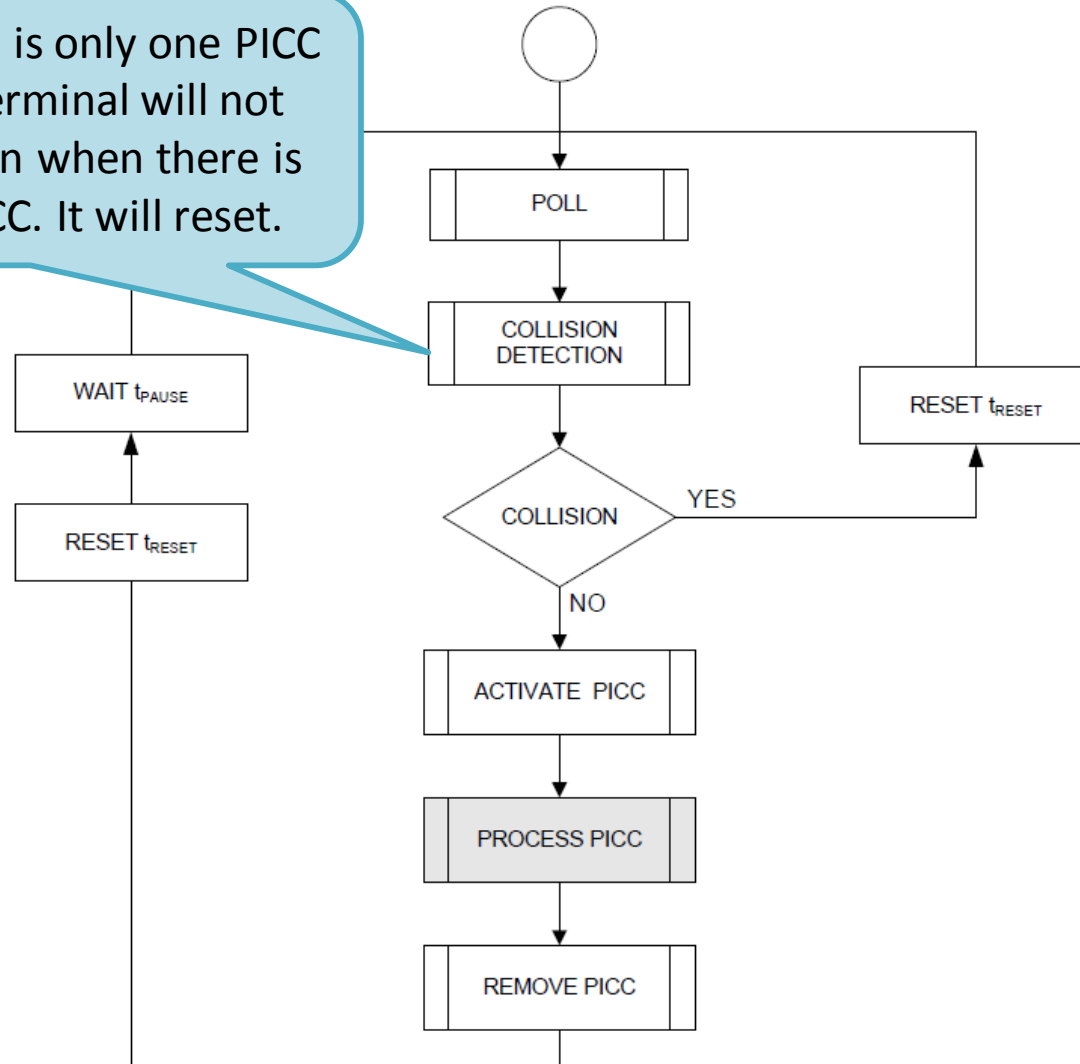 is only one PICC
erminal will not
n when there is
CC. It will reset.
POLL
COLLISION
DETECTION
WAIT tPAUSE
RESET tRESET
COLLISION
YES
RESET tRESET
NO
ACTIVATE PICC
PROCESS PICC
REMOVE PICC